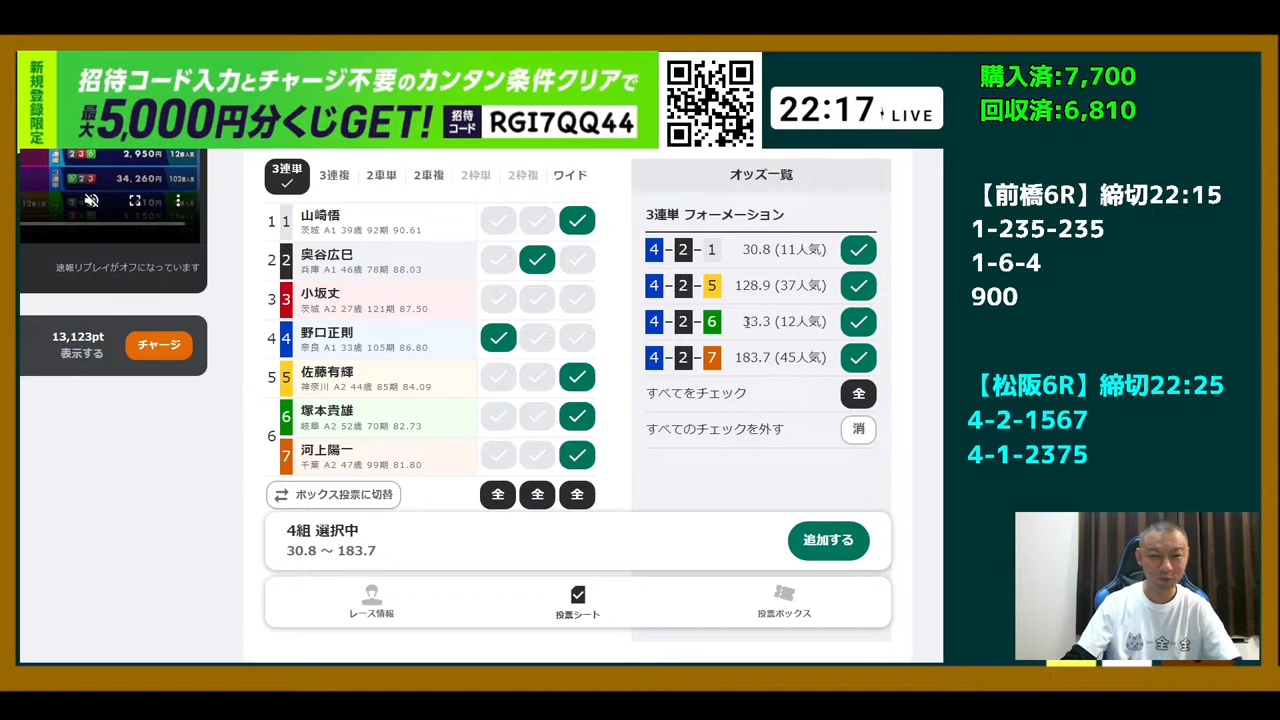 新規登録限定
招待コード入力とチャージ不要のカンタン条件クリアで
最大5,000円分くじGET!
招待コード RGI7QQ44
22:17 LIVE
購入済:7,700
回収済:6,810
【前橋6R】締切22:15
1-235-235
1-6-4
900
【松阪6R】締切22:25
4-2-1567
4-1-2375
2 3 6 2,950円
6 2 3 34,260円
速報リプレイがオフになっています
13,123pt
表示する
チャージ
3連単 3連複 2車単 2車複 2枠単 2枠複 ワイド
1 1 山崎悟
茨城 A1 39歳 92期 90.61
2 2 奥谷広巳
兵庫 A1 46歳 78期 88.03
3 3 小坂丈
茨城 A2 27歳 121期 87.50
4 4 野口正則
奈良 A1 33歳 105期 86.80
5 5 佐藤有輝
神奈川 A2 44歳 85期 84.09
6 6 塚本貴雄
岐阜 A2 52歳 70期 82.73
7 河上陽一
千葉 A2 47歳 99期 81.80
ボックス投票に切替
全 全 全
オッズ一覧
3連単 フォーメーション
4-2-1 30.8 (11人気)
4-2-5 128.9 (37人気)
4-2-6 33.3 (12人気)
4-2-7 183.7 (45人気)
すべてをチェック 全
すべてのチェックを外す 消
4組 選択中
30.8 〜 183.7
追加する
レース情報
投票シート
投票ボックス
全